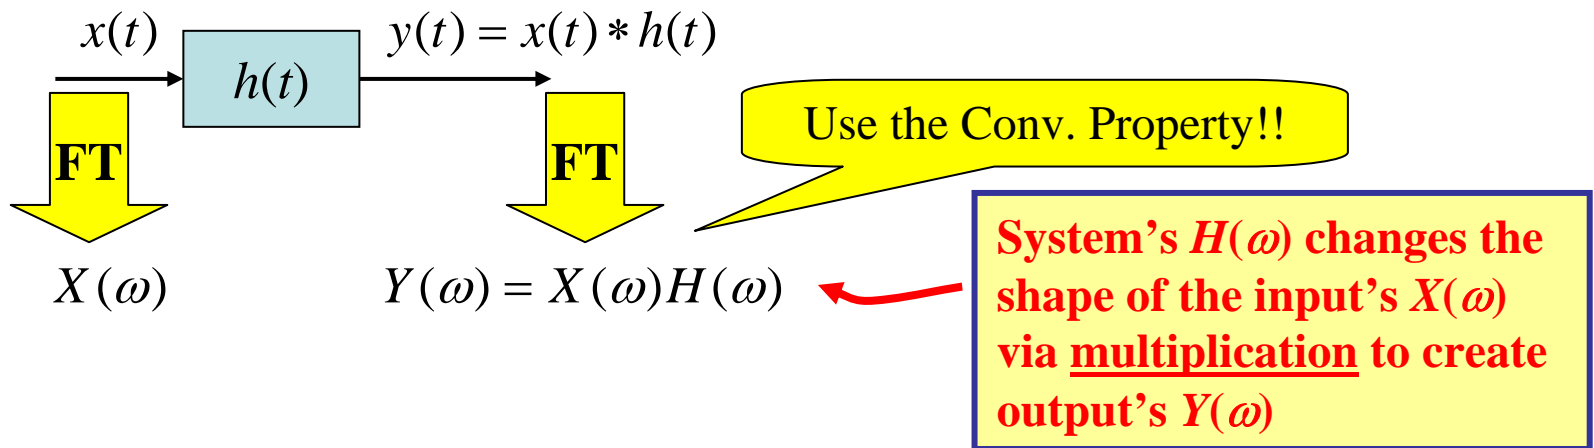 x(t)
h(t)
y(t) = x(t) ∗ h(t)
FT
FT
Use the Conv. Property!!
X(ω)
Y(ω) = X(ω)H(ω)
System’s H(ω) changes the
shape of the input’s X(ω)
via multiplication to create
output’s Y(ω)